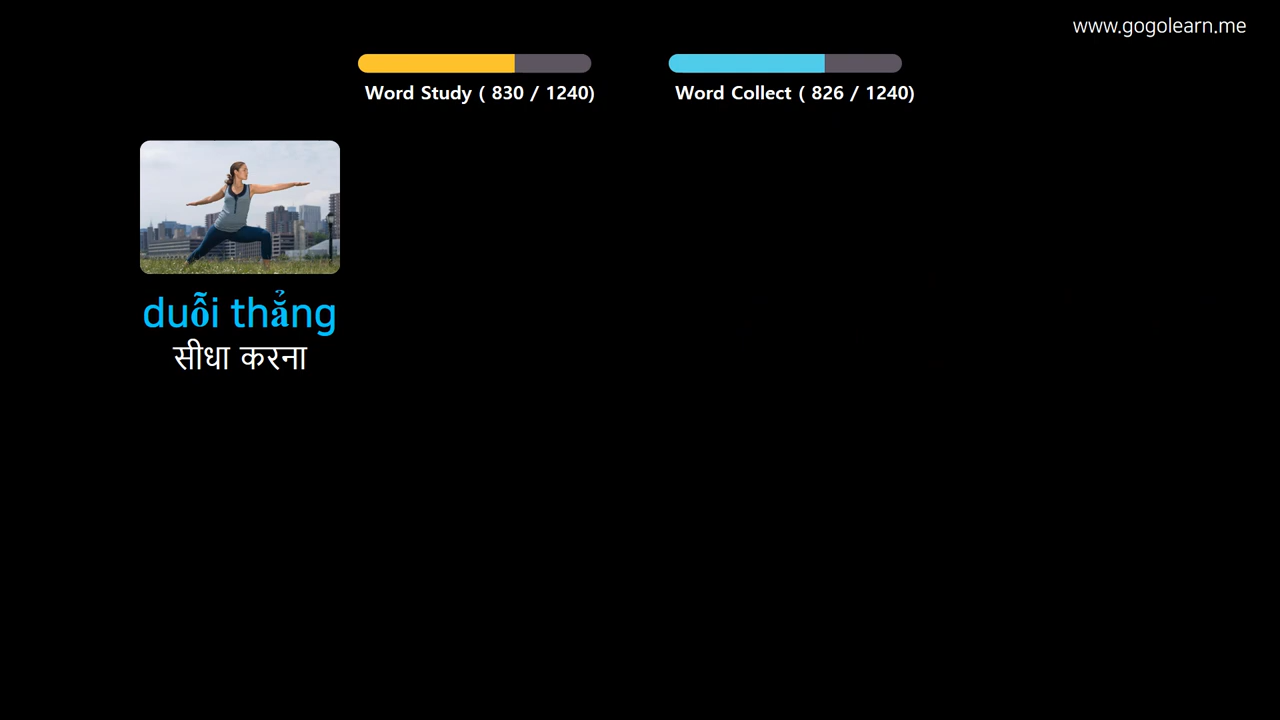 www.gogolearn.me
Word Study ( 830 / 1240)
Word Collect ( 826 / 1240)
duỗi thẳng
सीधा करना